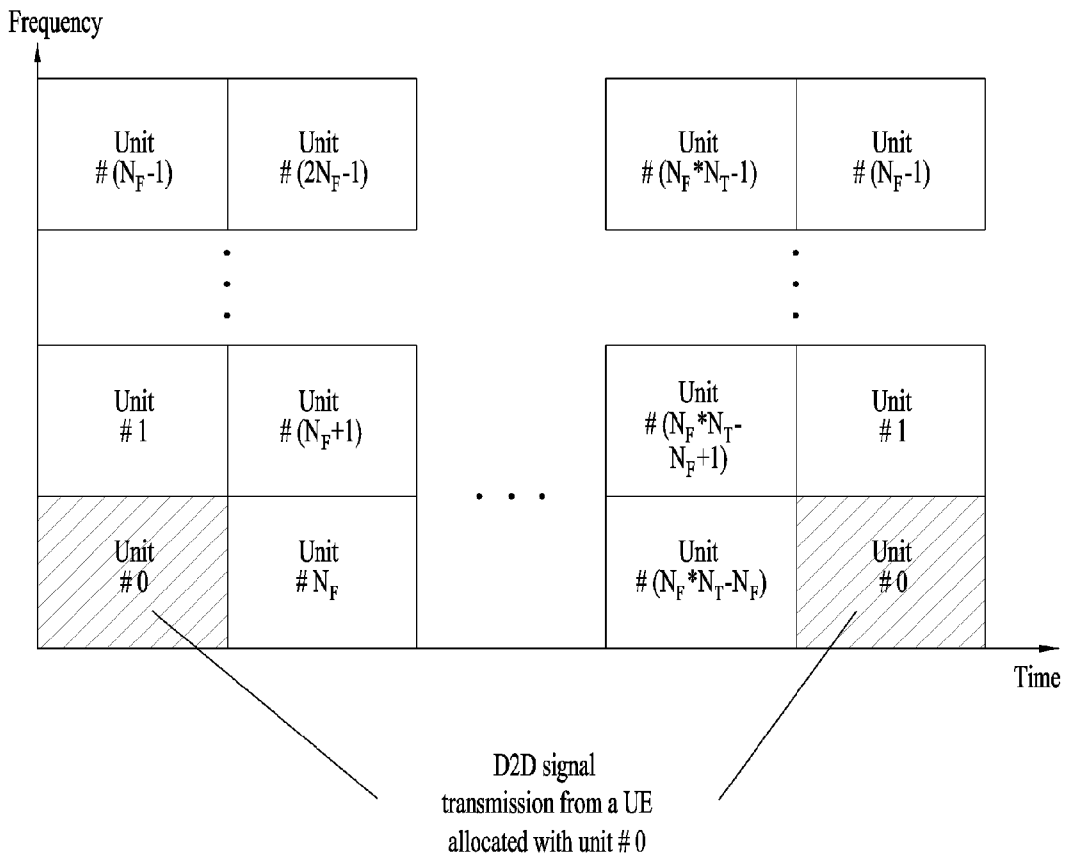 Frequency
Unit
# (N_F-1)
Unit
# (2N_F-1)
Unit
# (N_F*N_T-1)
Unit
# (N_F-1)
Unit
# 1
Unit
# (N_F+1)
Unit
# (N_F*N_T-
N_F+1)
Unit
# 1
Unit
# 0
Unit
# N_F
Unit
# (N_F*N_T-N_F)
Unit
# 0
Time
D2D signal
transmission from a UE
allocated with unit # 0